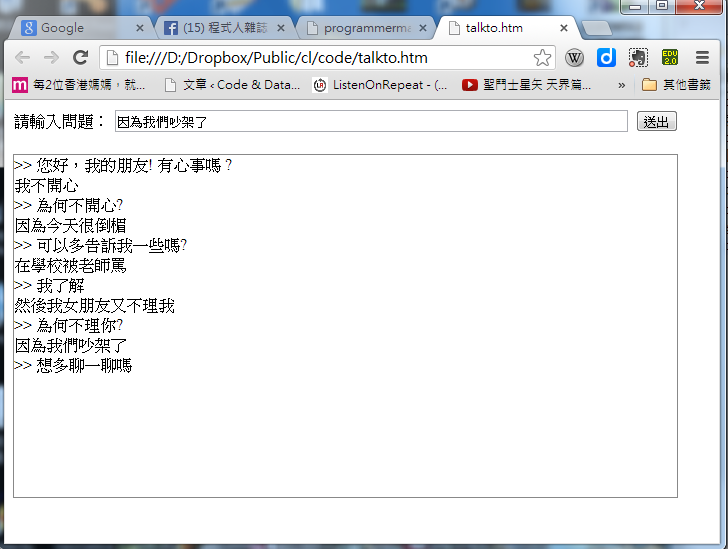 Google
(15) 程式人雜誌
programmerma
talkto.htm
file:///D:/Dropbox/Public/cl/code/talkto.htm
EDU 2.0
每2位香港媽媽，就...
文章 ‹ Code & Data...
ListenOnRepeat - (...
聖鬥士星矢 天界篇...
»
其他書籤
請輸入問題： 因為我們吵架了 送出
>> 您好，我的朋友! 有心事嗎 ?
我不開心
>> 為何不開心?
因為今天很倒楣
>> 可以多告訴我一些嗎?
在學校被老師罵
>> 我了解
然後我女朋友又不理我
>> 為何不理你?
因為我們吵架了
>> 想多聊一聊嗎